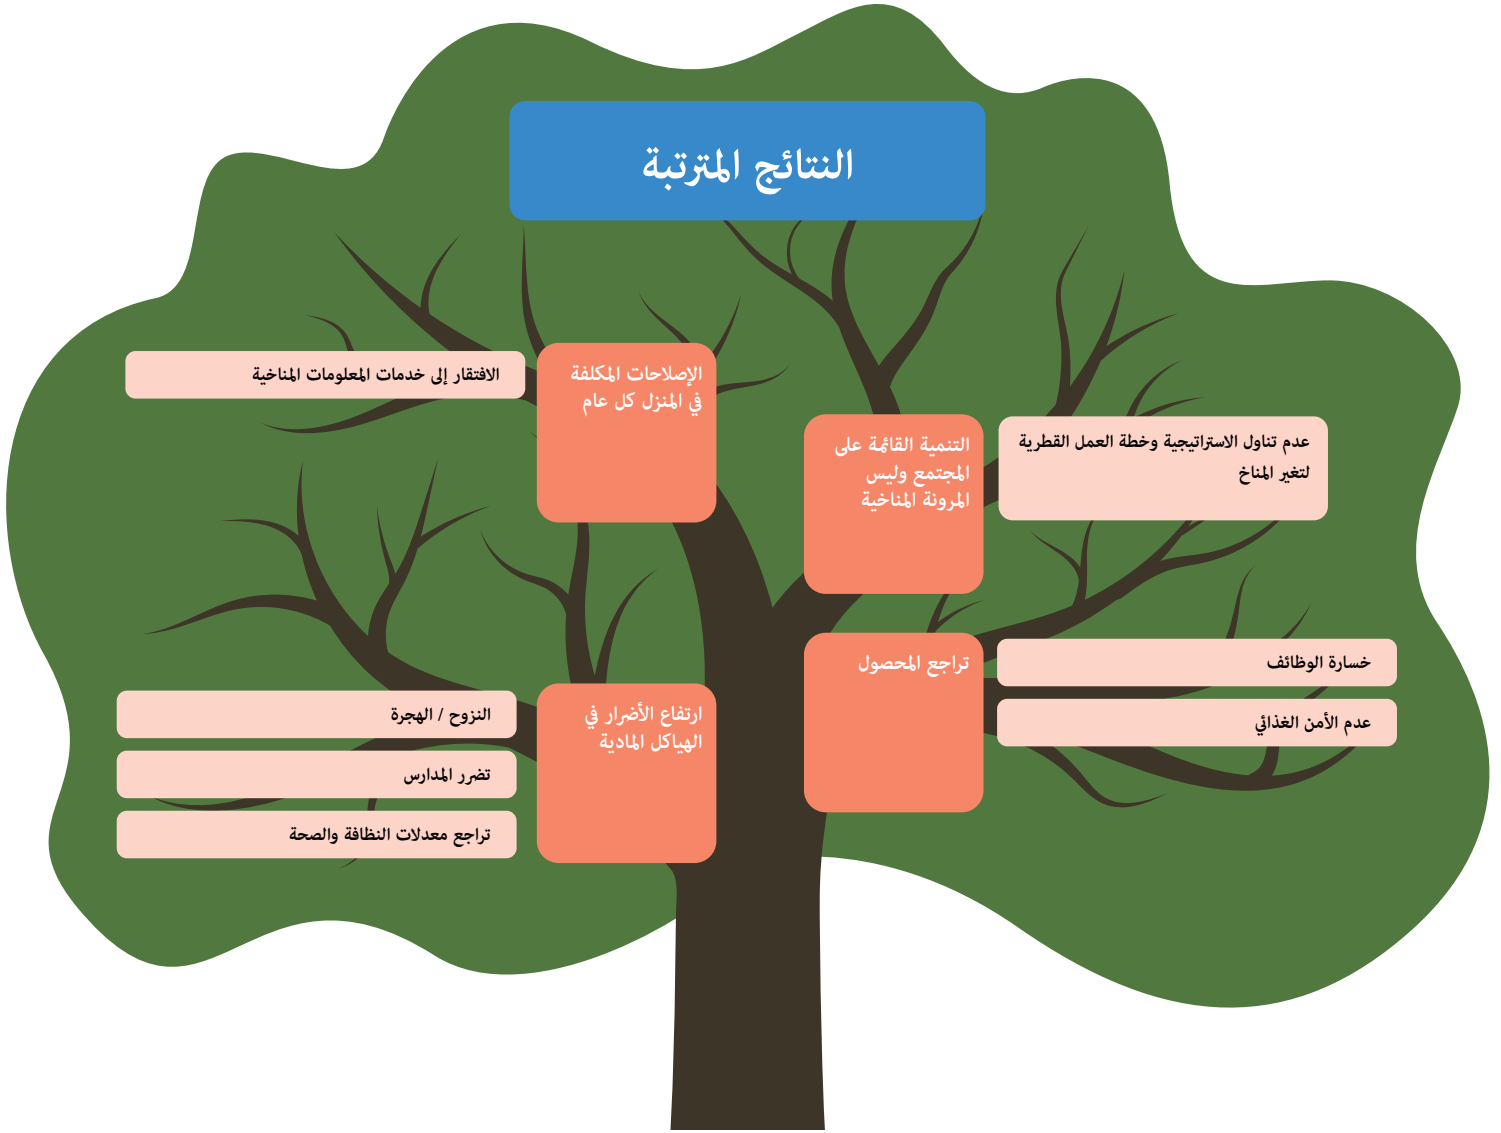 النتائج المترتبة
التنمية القائمة على
المجتمع وليس
المرونة المناخية
عدم تناول الاستراتيجية وخطة العمل القطرية
لتغير المناخ
تراجع المحصول
خسارة الوظائف
عدم الأمن الغذائي
الإصلاحات المكلفة
في المنزل كل عام
الافتقار إلى خدمات المعلومات المناخية
ارتفاع الأضرار في
الهياكل المادية
النزوح / الهجرة
تضرر المدارس
تراجع معدلات النظافة والصحة